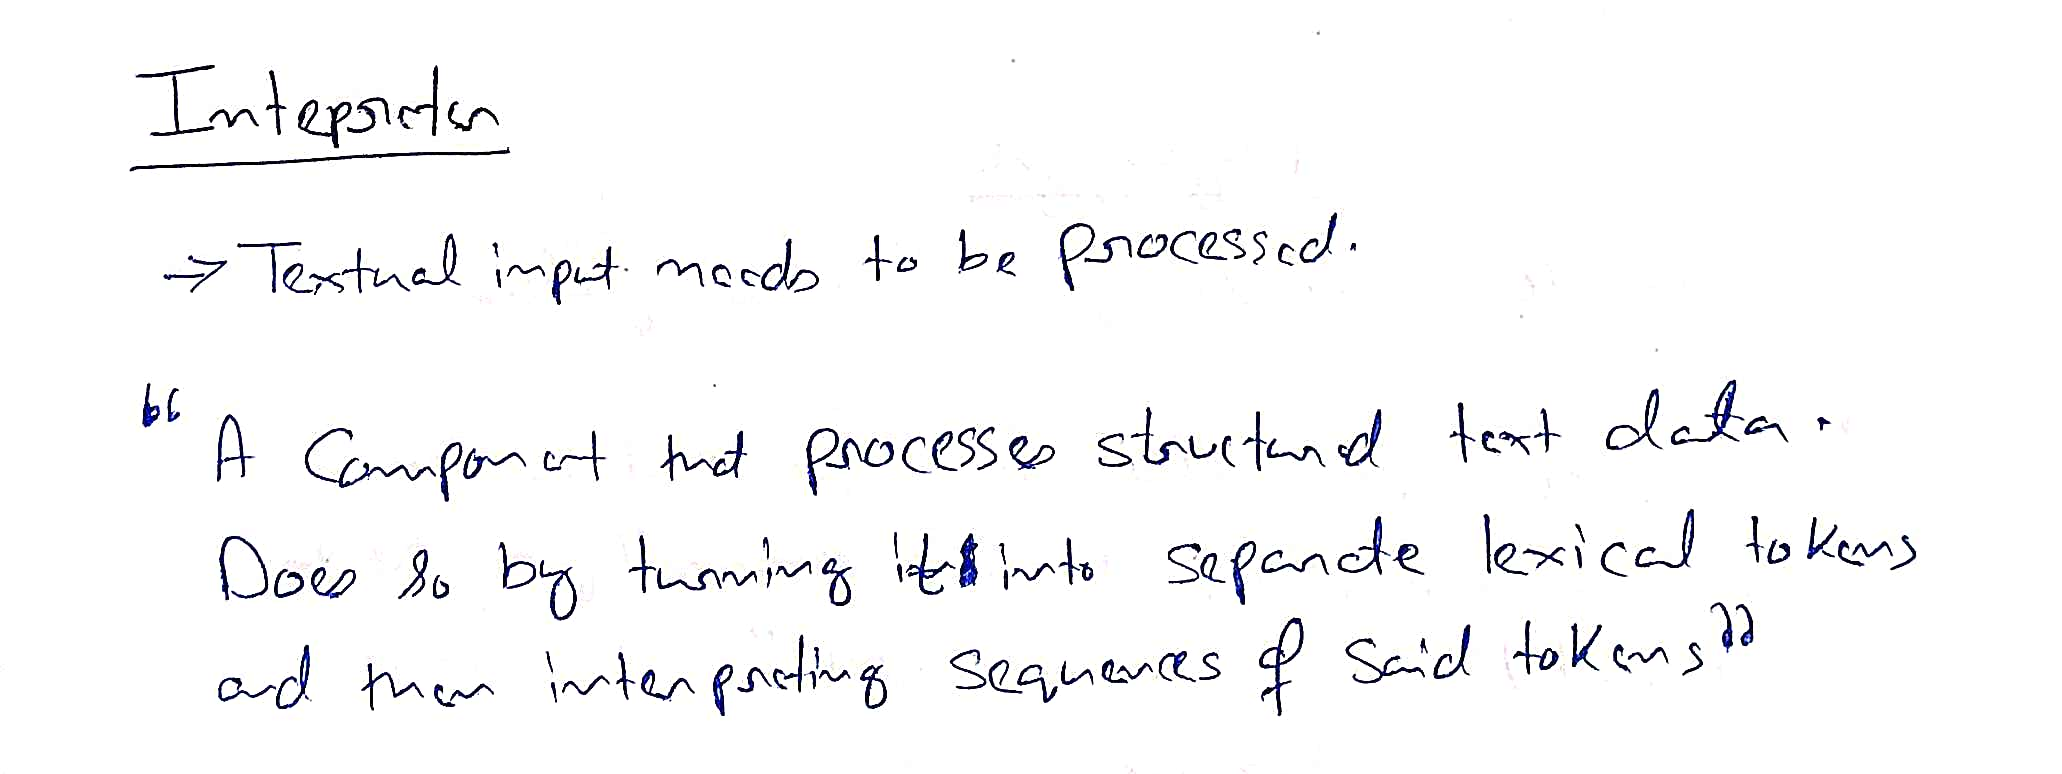 Intepreter
→ Textual input needs to be processed.
“ A Component that processes structured text data.
Does so by turning it into separate lexical tokens
and then interpreting sequences of said tokens ”